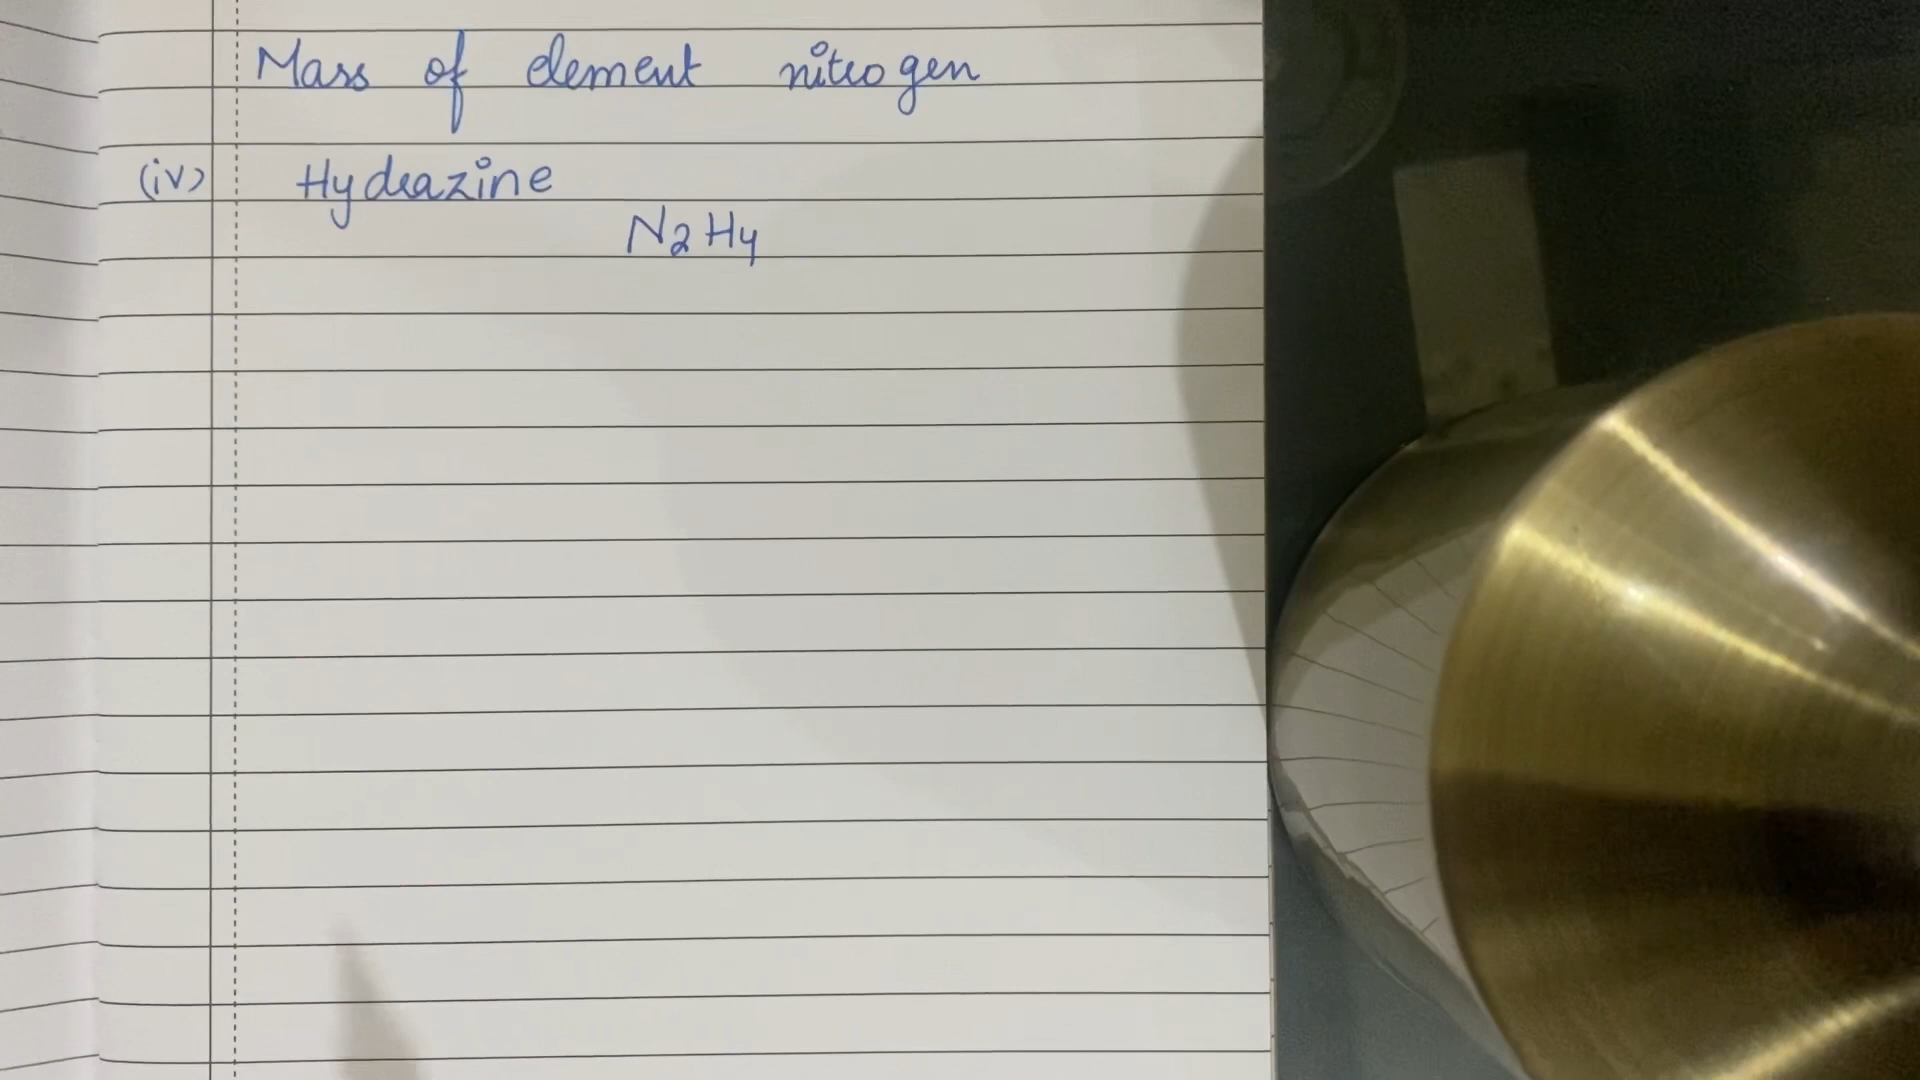 Mass of element nitrogen
(iv) Hydrazine
N2H4